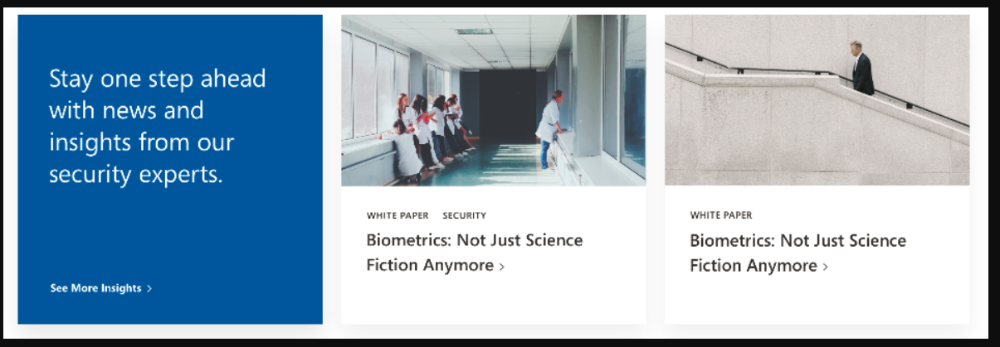 Stay one step ahead
with news and
insights from our
security experts.
See More Insights >
WHITE PAPER SECURITY
Biometrics: Not Just Science
Fiction Anymore >
WHITE PAPER
Biometrics: Not Just Science
Fiction Anymore >